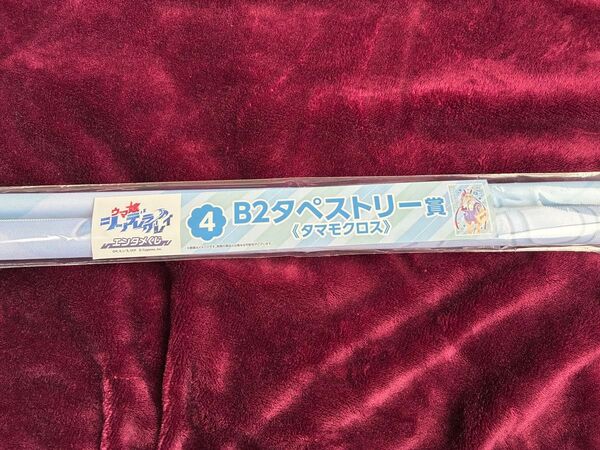 ウマ娘
シンデレラグレイ
エンタメくじ
4
B2タペストリー賞
《タマモクロス》